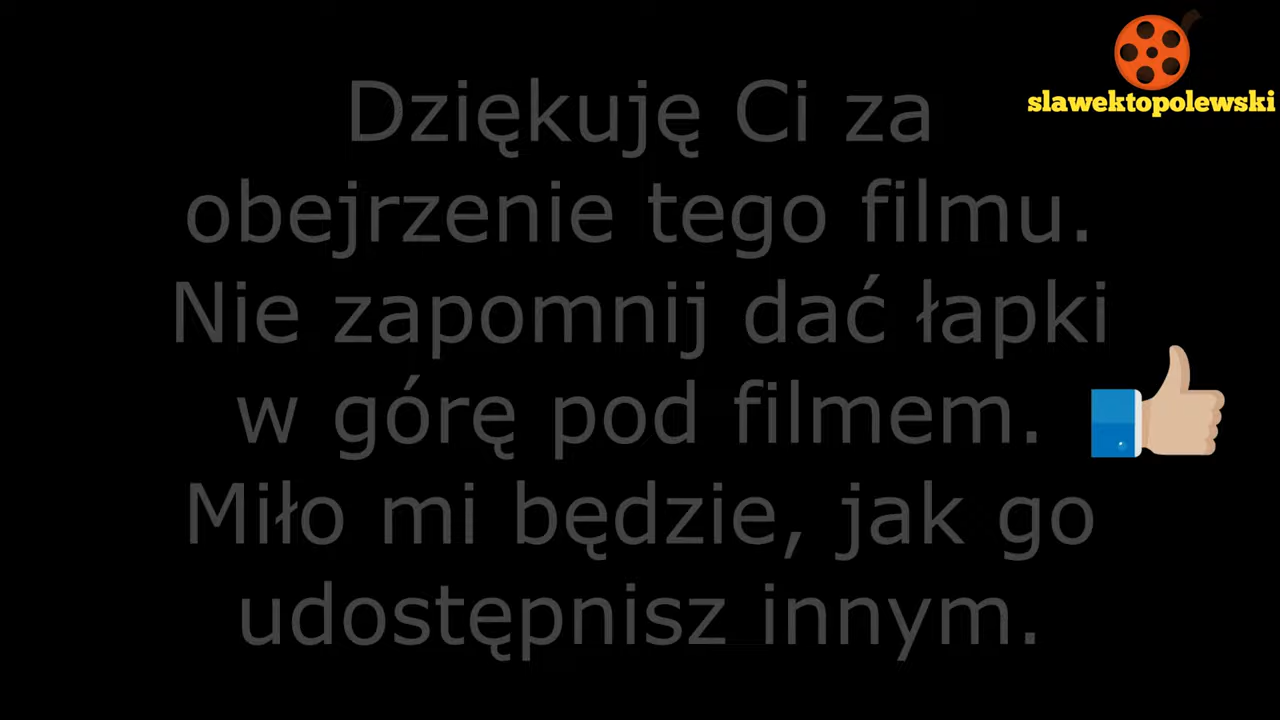 slawektopolewski
Dziękuję Ci za
obejrzenie tego filmu.
Nie zapomnij dać łapki
w górę pod filmem.
Miło mi będzie, jak go
udostępnisz innym.